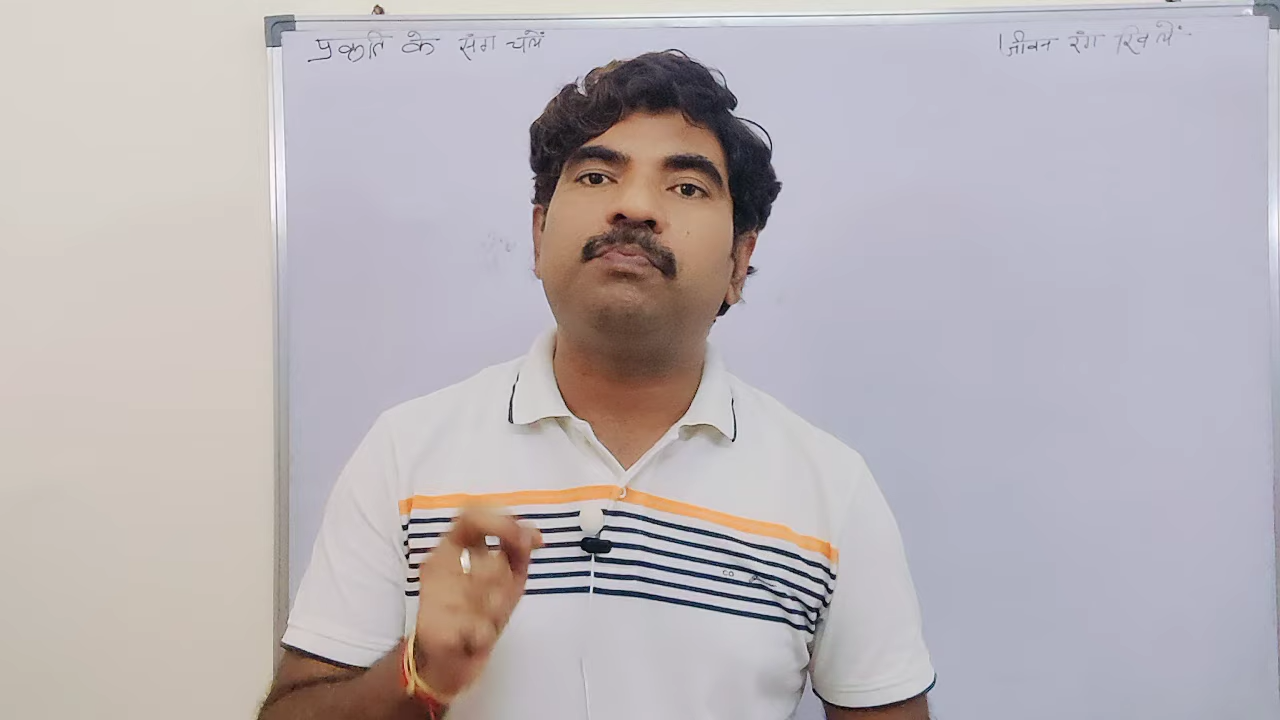 प्रकृति के संग चलें
जीवन रंग खिलें